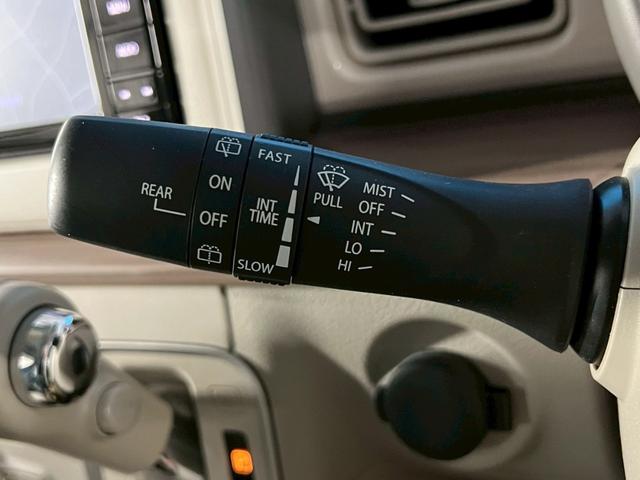 REAR
ON
OFF
FAST
INT
TIME
SLOW
PULL
MIST
OFF
INT
LO
HI